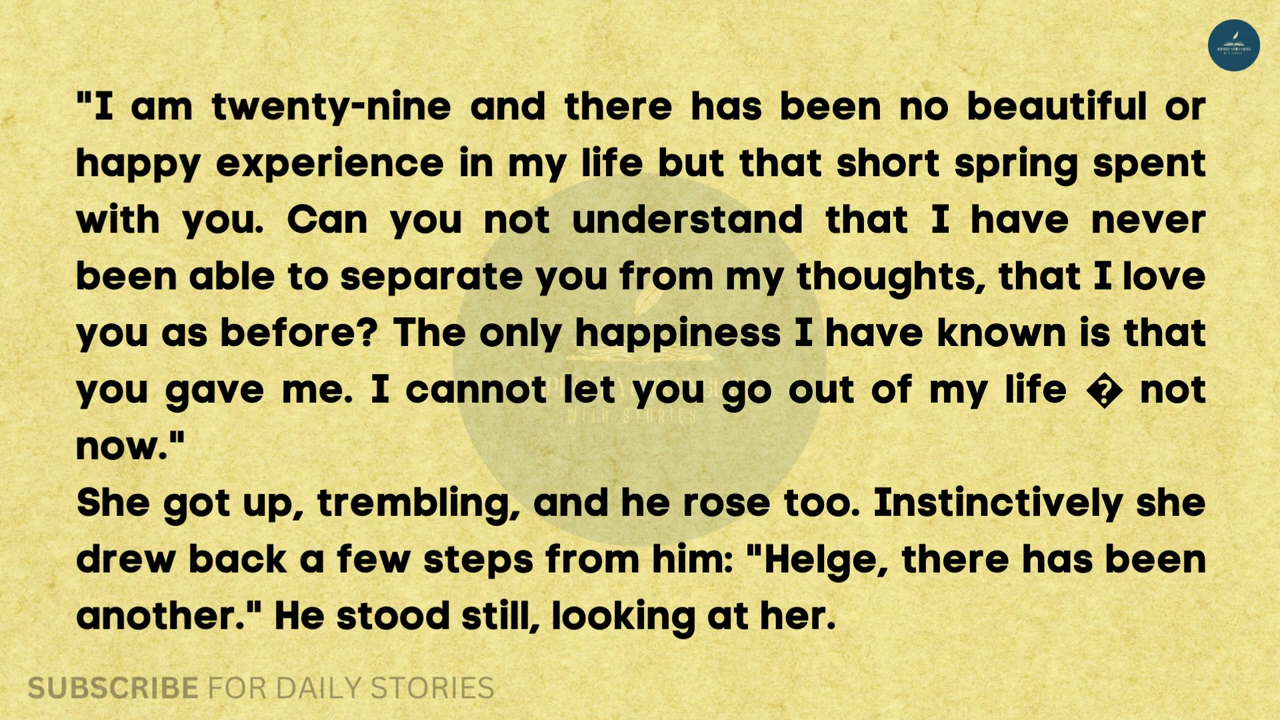 "I am twenty-nine and there has been no beautiful or
happy experience in my life but that short spring spent
with you. Can you not understand that I have never
been able to separate you from my thoughts, that I love
you as before? The only happiness I have known is that
you gave me. I cannot let you go out of my life � not
now."
She got up, trembling, and he rose too. Instinctively she
drew back a few steps from him: "Helge, there has been
another." He stood still, looking at her.
WITH STORIES
SUBSCRIBE FOR DAILY STORIES